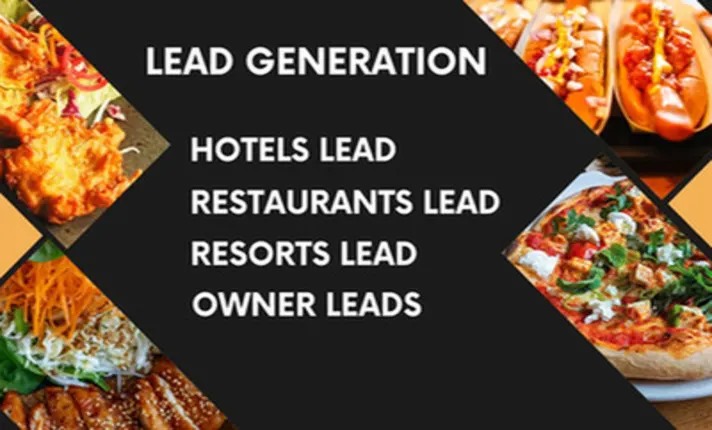 LEAD GENERATION
HOTELS LEAD
RESTAURANTS LEAD
RESORTS LEAD
OWNER LEADS